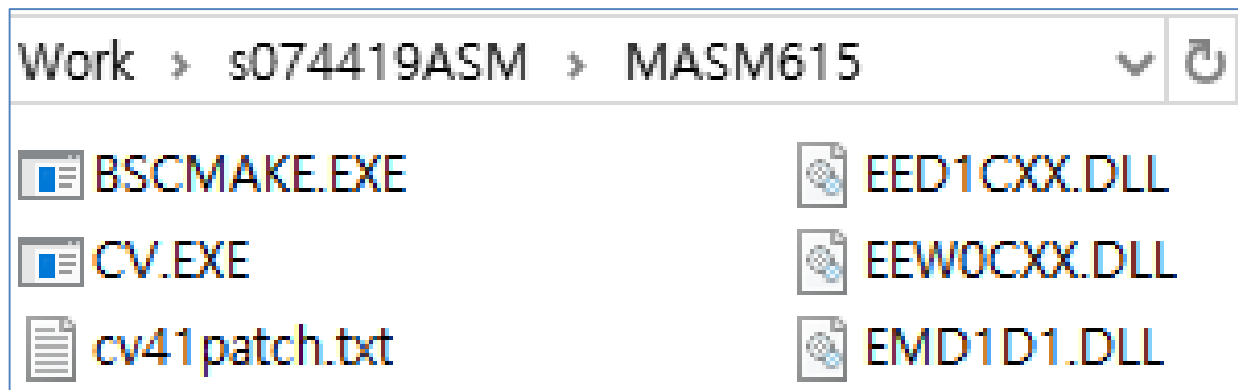 Work > s074419ASM > MASM615
BSCMAKE.EXE
CV.EXE
cv41patch.txt
EED1CXX.DLL
EEW0CXX.DLL
EMD1D1.DLL